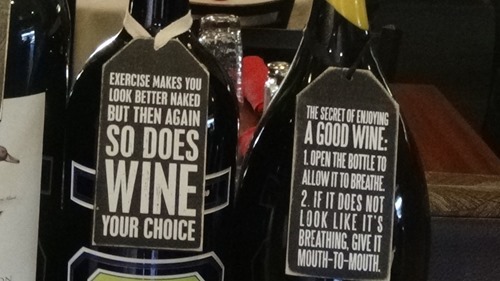 EXERCISE MAKES YOU
LOOK BETTER NAKED
BUT THEN AGAIN
SO DOES
WINE
YOUR CHOICE
THE SECRET OF ENJOYING
A GOOD WINE:
1. OPEN THE BOTTLE TO
ALLOW IT TO BREATHE.
2. IF IT DOES NOT
LOOK LIKE IT'S
BREATHING, GIVE IT
MOUTH-TO-MOUTH.